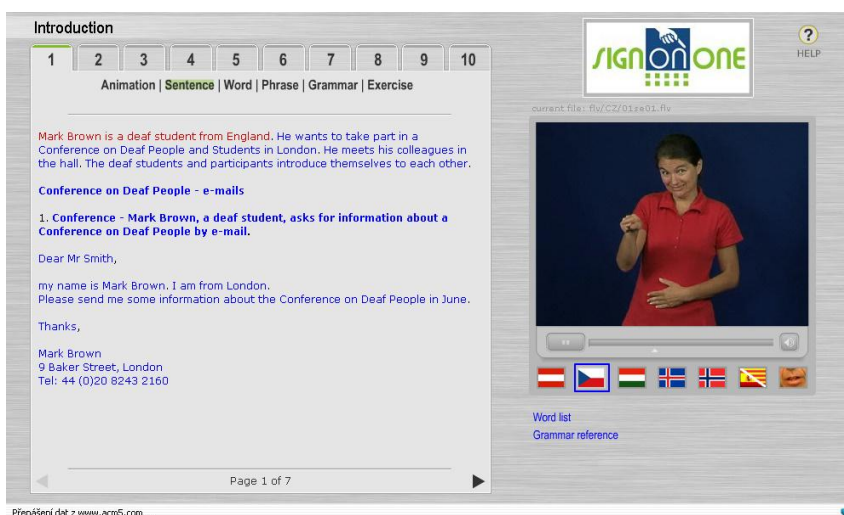 Introduction
1 2 3 4 5 6 7 8 9 10
Animation | Sentence | Word | Phrase | Grammar | Exercise
Mark Brown is a deaf student from England. He wants to take part in a
Conference on Deaf People and Students in London. He meets his colleagues in
the hall. The deaf students and participants introduce themselves to each other.
Conference on Deaf People - e-mails
1. Conference - Mark Brown, a deaf student, asks for information about a
Conference on Deaf People by e-mail.
Dear Mr Smith,
my name is Mark Brown. I am from London.
Please send me some information about the Conference on Deaf People in June.
Thanks,
Mark Brown
9 Baker Street, London
Tel: 44 (0)20 8243 2160
Page 1 of 7
SIGN ON ONE
?
HELP
current file: flv/CZ/01se01.flv
Word list
Grammar reference
Přenášení dat z www.acm5.com